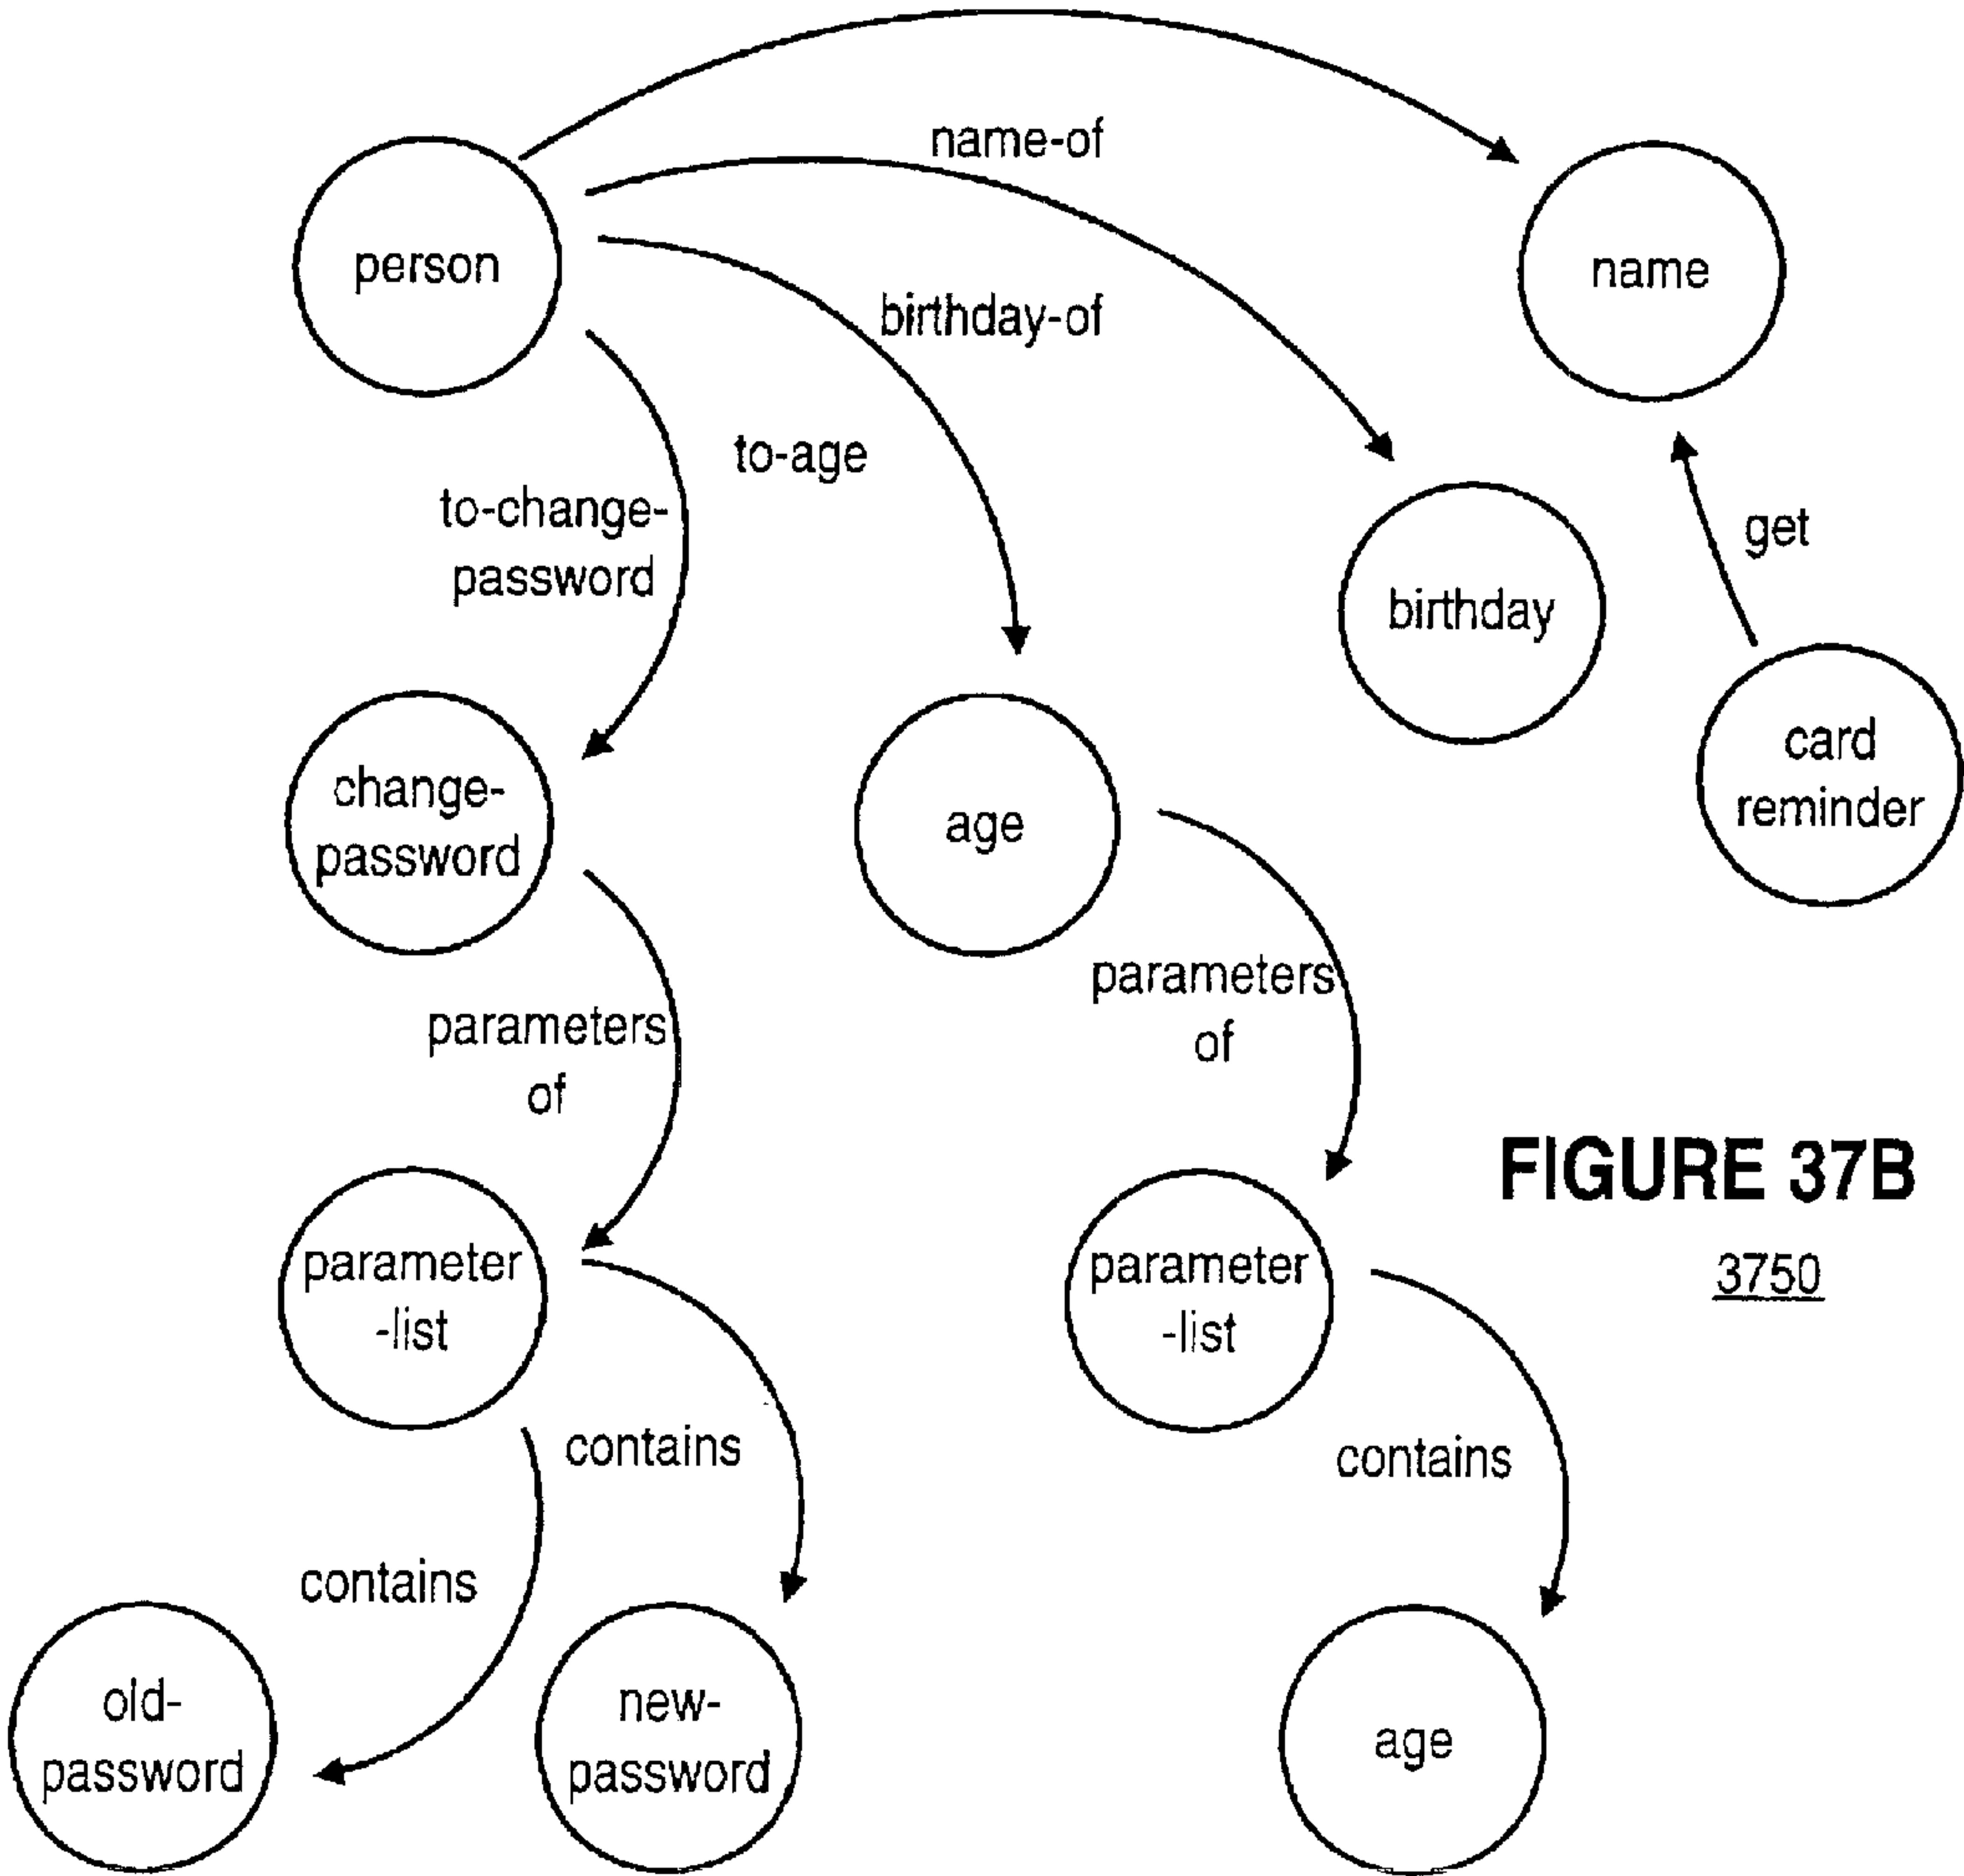 name-of
person
name
birthday-of
to-age
to-change-
password
get
birthday
card
reminder
change-
password
age
parameters
of
parameters
of
FIGURE 37B
3750
parameter
-list
parameter
-list
contains
contains
contains
old-
password
new-
password
age